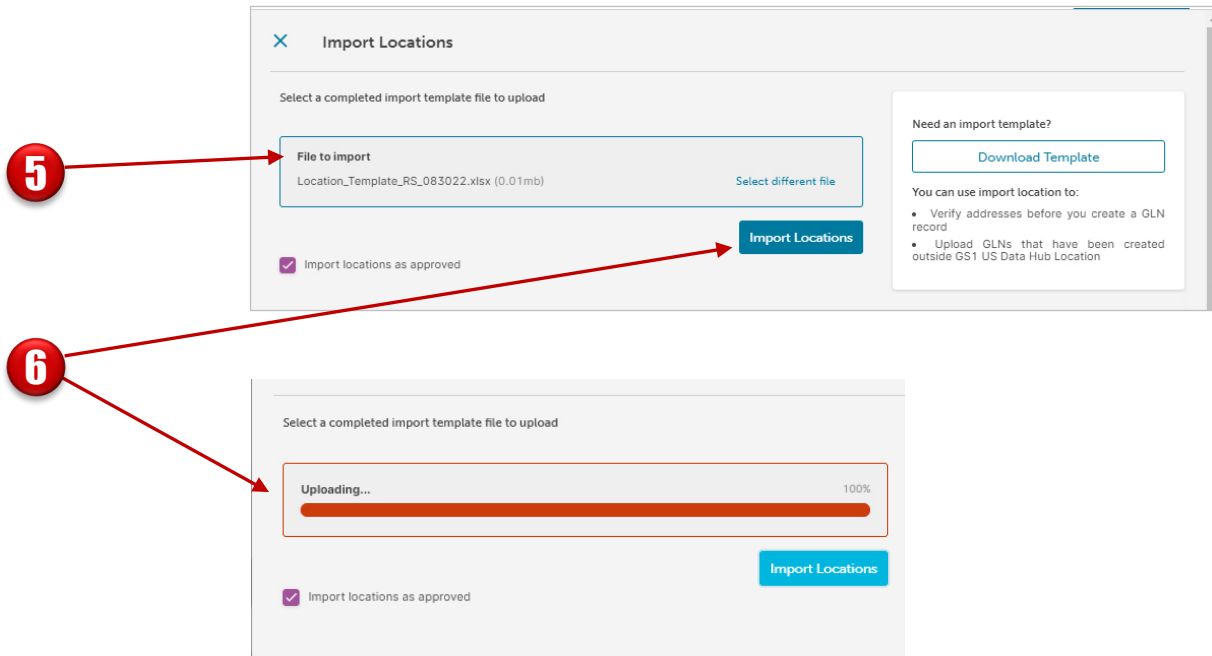 Import Locations
Select a completed import template file to upload
5
File to import
Location_Template_RS_083022.xlsx (0.01mb)
Select different file
Import Locations
Import locations as approved
Need an import template?
Download Template
You can use import location to:
• Verify addresses before you create a GLN
record
• Upload GLNs that have been created
outside GS1 US Data Hub Location
6
Select a completed import template file to upload
Uploading... 100%
Import Locations
Import locations as approved